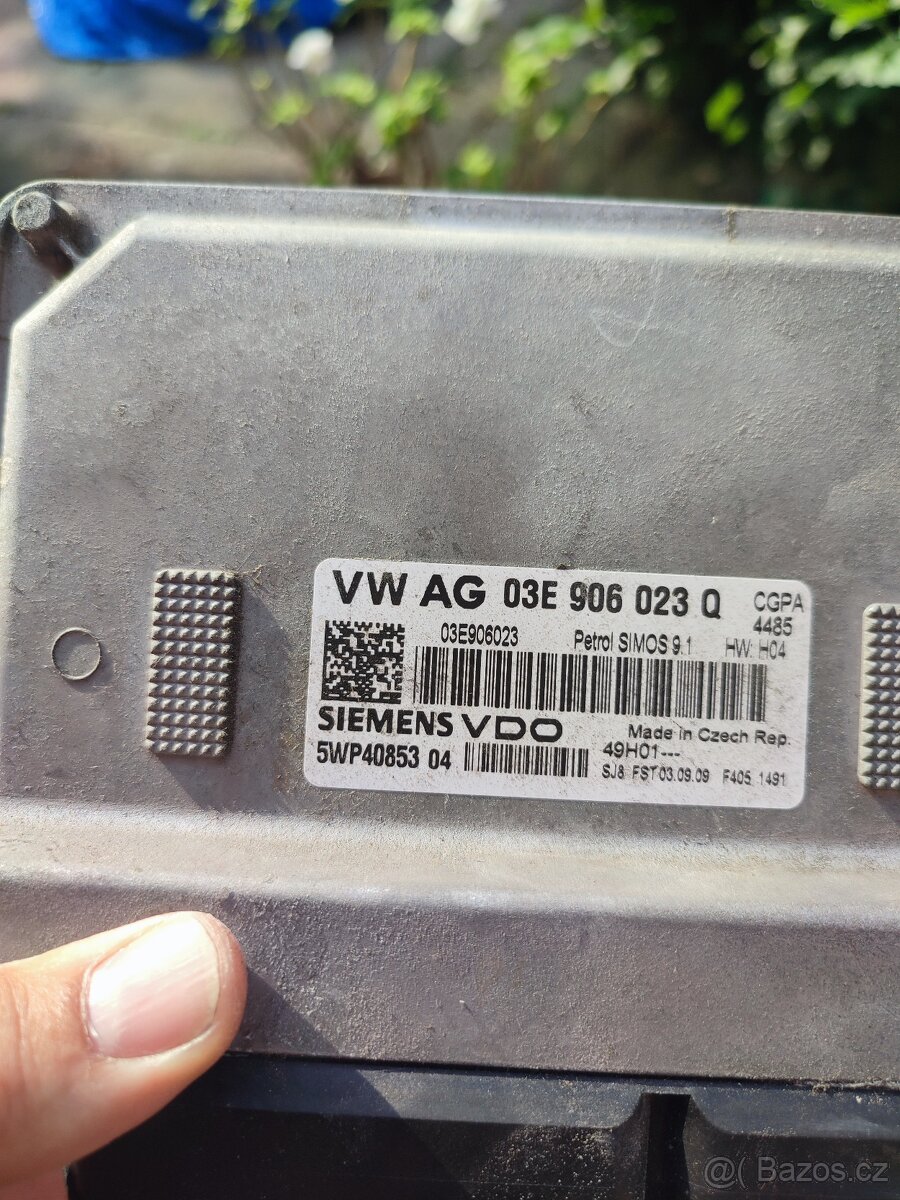 VW AG 03E 906 023 Q CGPA
4485
03E906023 Petrol SIMOS 9.1 HW: H04
SIEMENS VDO Made in Czech Rep.
5WP40853 04 49H01---
SJ8 FST 03.09.09 F405 1491
@( Bazos.cz